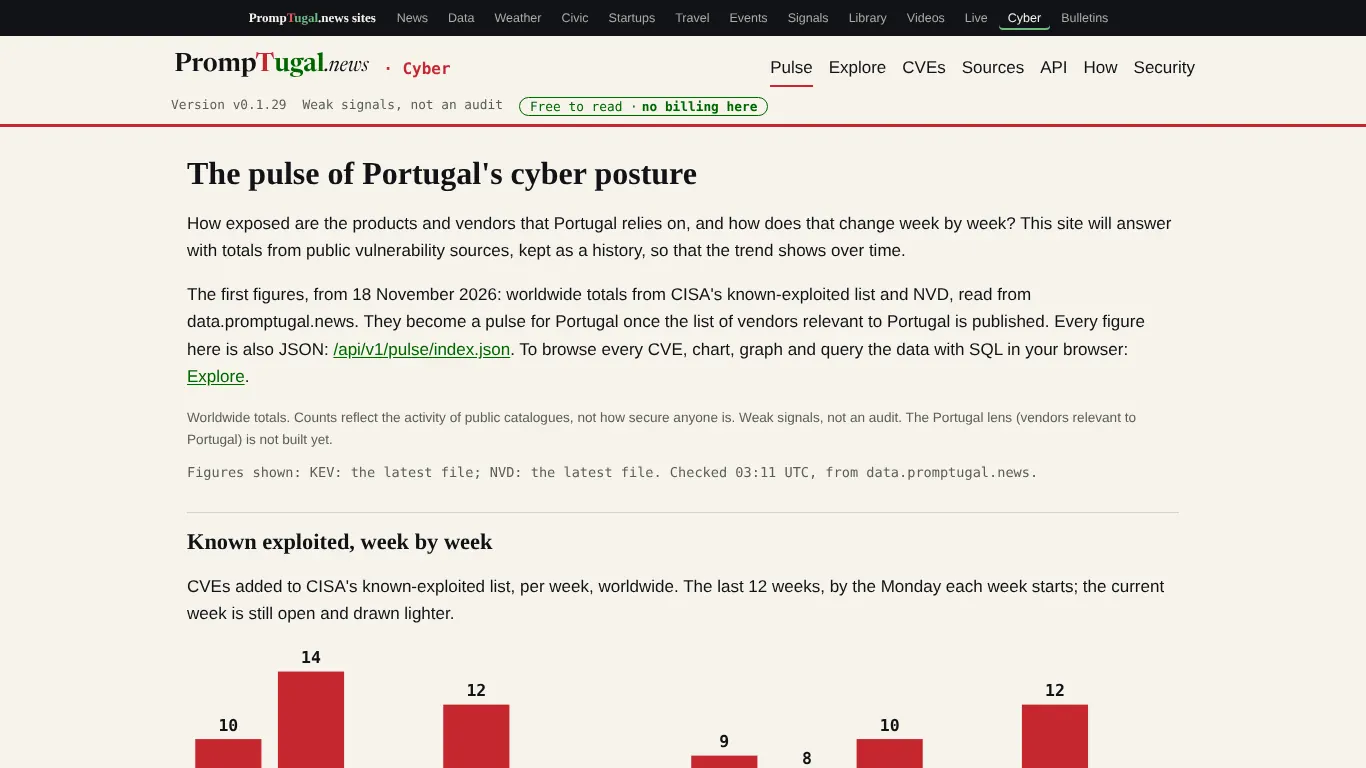 PrompTugal.news sites News Data Weather Civic Startups Travel Events Signals Library Videos Live Cyber Bulletins
PrompTugal.news · Cyber
Pulse Explore CVEs Sources API How Security
Version v0.1.29 Weak signals, not an audit Free to read · no billing here
The pulse of Portugal's cyber posture
How exposed are the products and vendors that Portugal relies on, and how does that change week by week? This site will answer
with totals from public vulnerability sources, kept as a history, so that the trend shows over time.
The first figures, from 18 November 2026: worldwide totals from CISA's known-exploited list and NVD, read from
data.promptugal.news. They become a pulse for Portugal once the list of vendors relevant to Portugal is published. Every figure
here is also JSON: /api/v1/pulse/index.json. To browse every CVE, chart, graph and query the data with SQL in your browser:
Explore.
Worldwide totals. Counts reflect the activity of public catalogues, not how secure anyone is. Weak signals, not an audit. The Portugal lens (vendors relevant to
Portugal) is not built yet.
Figures shown: KEV: the latest file; NVD: the latest file. Checked 03:11 UTC, from data.promptugal.news.
Known exploited, week by week
CVEs added to CISA's known-exploited list, per week, worldwide. The last 12 weeks, by the Monday each week starts; the current
week is still open and drawn lighter.
10 14 12 9 8 10 12